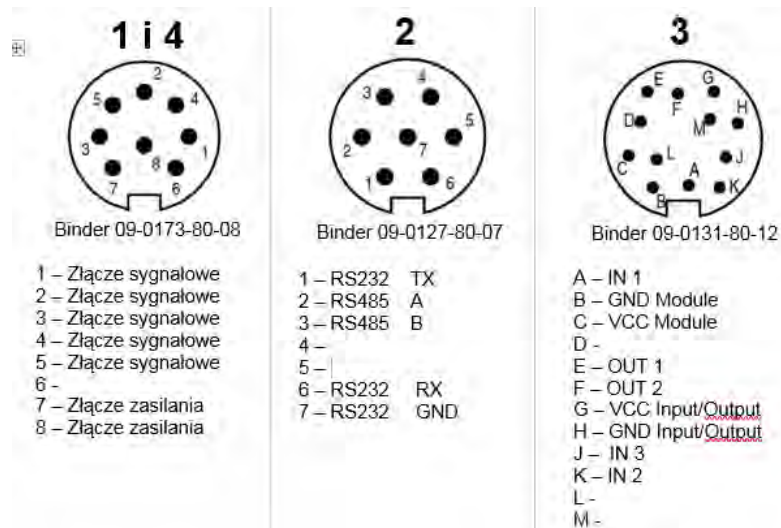 1 i 4
2
5
4
3
1
8
7
6
Binder 09-0173-80-08
1 – Złącze sygnałowe
2 – Złącze sygnałowe
3 – Złącze sygnałowe
4 – Złącze sygnałowe
5 – Złącze sygnałowe
6 -
7 – Złącze zasilania
8 – Złącze zasilania
2
4
3
5
2
7
1
6
Binder 09-0127-80-07
1 – RS232 TX
2 – RS485 A
3 – RS485 B
4 –
5 –
6 – RS232 RX
7 – RS232 GND
3
E
G
F
H
D
M
C
L
J
A
K
B
Binder 09-0131-80-12
A – IN 1
B – GND Module
C – VCC Module
D -
E – OUT 1
F – OUT 2
G – VCC Input/Output
H – GND Input/Output
J – IN 3
K – IN 2
L -
M -